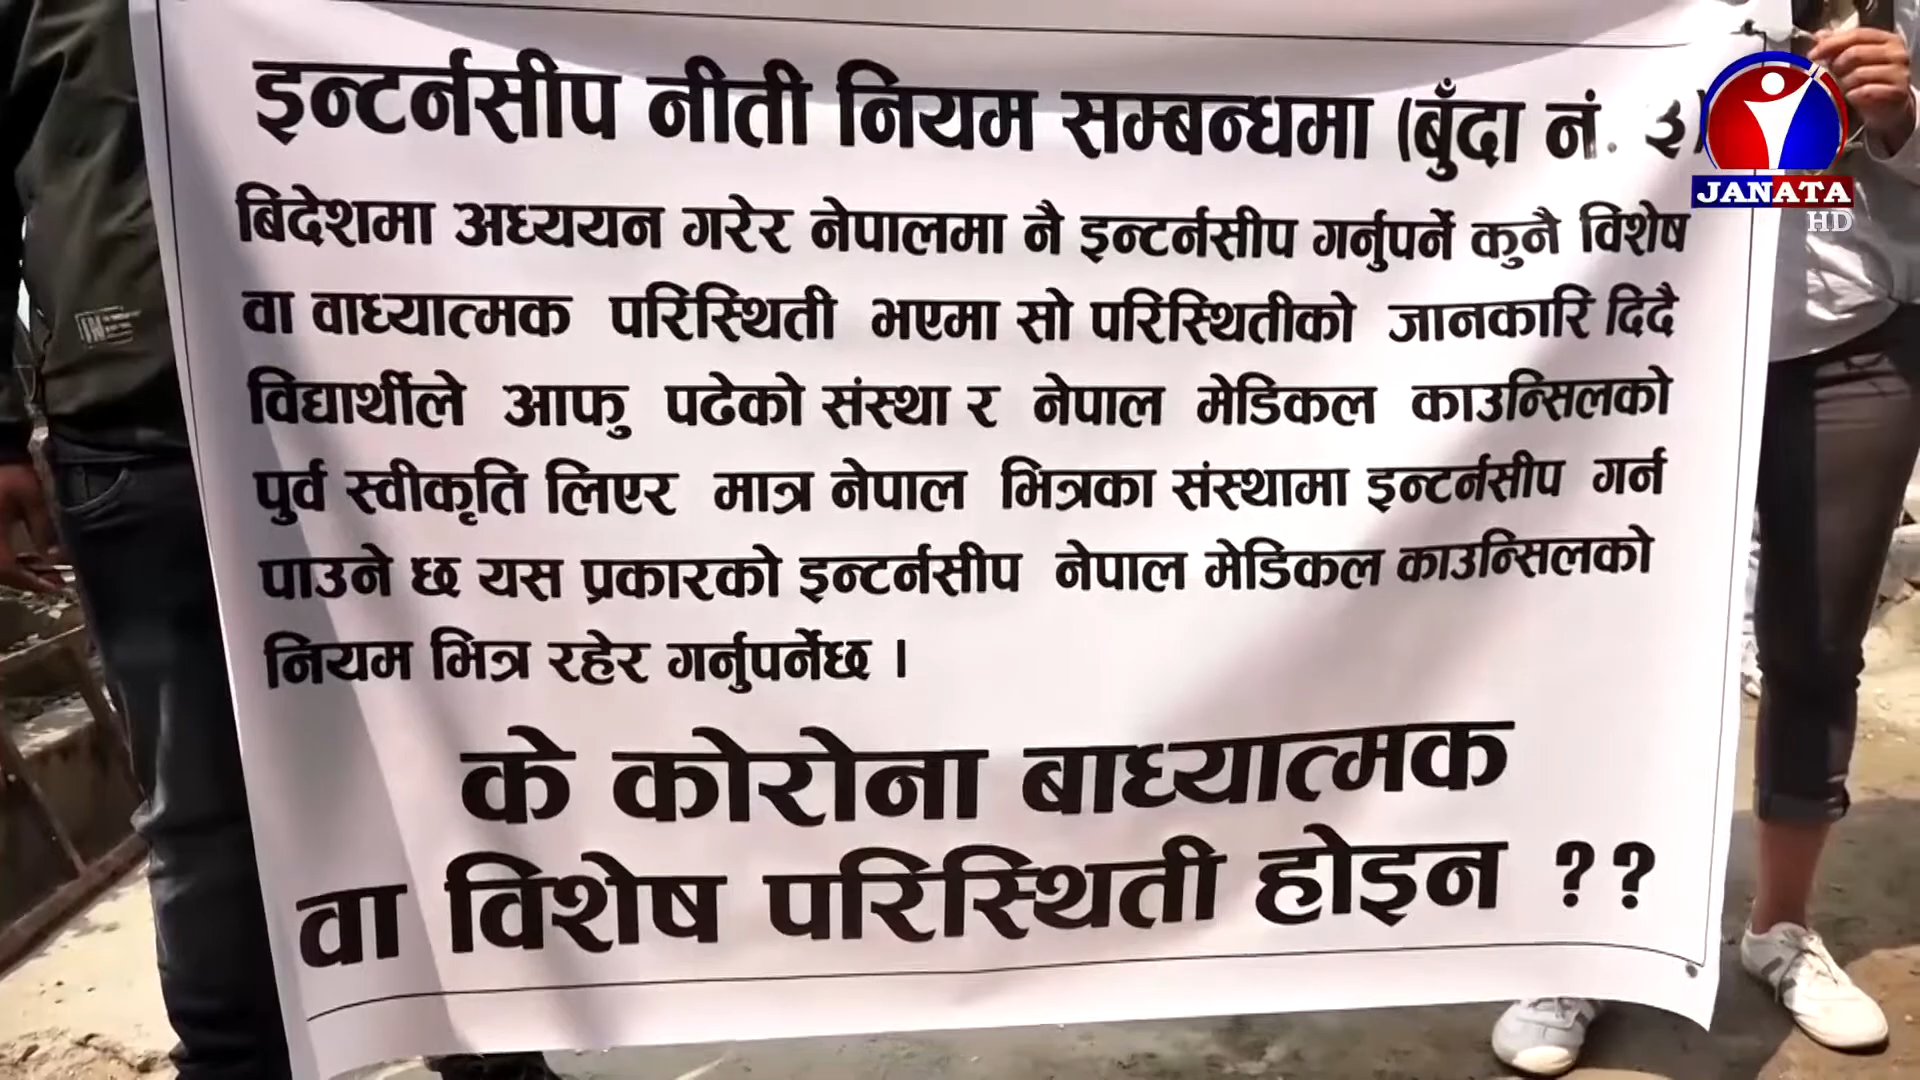 इन्टर्नसीप नीती नियम सम्बन्धमा (बुँदा नं. ३)
बिदेशमा अध्ययन गरेर नेपालमा नै इन्टर्नसीप गर्नुपर्ने कुनै विशेष
वा वाध्यात्मक परिस्थिती भएमा सो परिस्थितीको जानकारि दिदै
विद्यार्थीले आफु पढेको संस्था र नेपाल मेडिकल काउन्सिलको
पुर्व स्वीकृति लिएर मात्र नेपाल भित्रका संस्थामा इन्टर्नसीप गर्न
पाउने छ यस प्रकारको इन्टर्नसीप नेपाल मेडिकल काउन्सिलको
नियम भित्र रहेर गर्नुपर्नेछ ।
के कोरोना बाध्यात्मक
वा विशेष परिस्थिती होइन ??
JANATA
HD